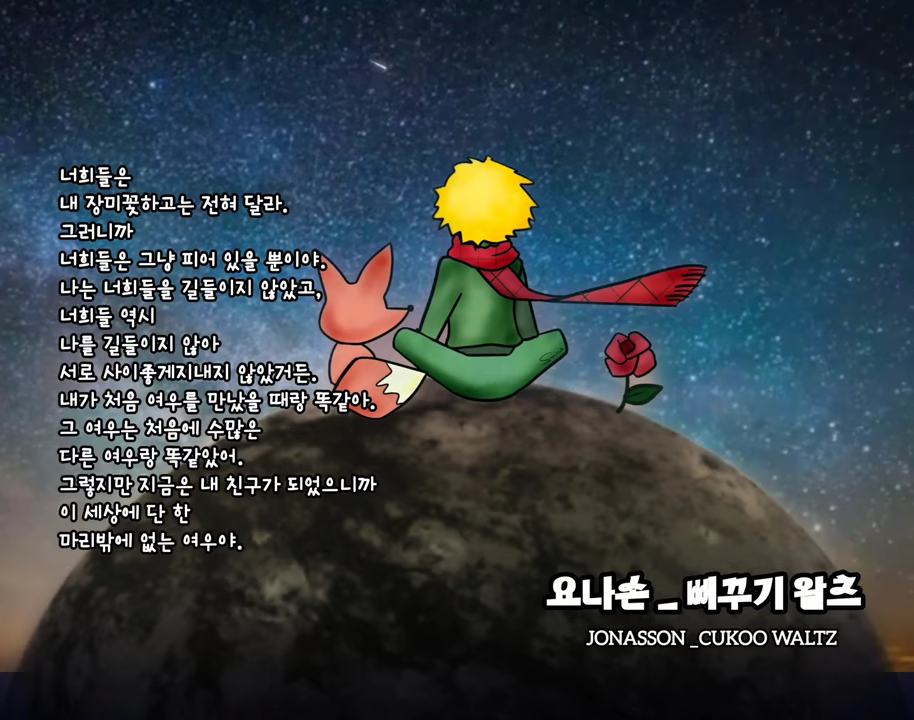 너희들은
내 장미꽃하고는 전혀 달라.
그러니까
너희들은 그냥 피어 있을 뿐이야.
나는 너희들을 길들이지 않았고,
너희들 역시
나를 길들이지 않아
서로 사이좋게지내지 않았거든.
내가 처음 여우를 만났을 때랑 똑같아.
그 여우는 처음에 수많은
다른 여우랑 똑같았어.
그렇지만 지금은 내 친구가 되었으니까
이 세상에 단 한
마리밖에 없는 여우야.
요나손 _ 뻐꾸기 왈츠
JONASSON _CUKOO WALTZ